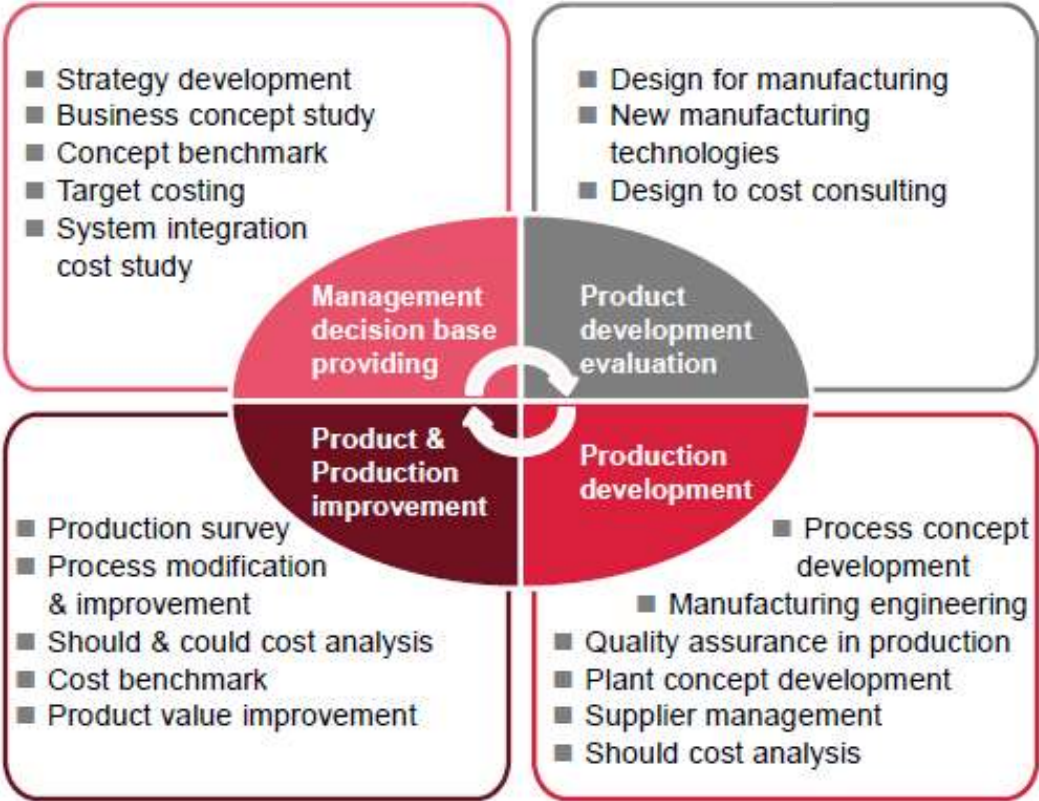 ■ Strategy development
■ Business concept study
■ Concept benchmark
■ Target costing
■ System integration
cost study
Management
decision base
providing
■ Design for manufacturing
■ New manufacturing
technologies
■ Design to cost consulting
Product
development
evaluation
Product &
Production
improvement
■ Production survey
■ Process modification
& improvement
■ Should & could cost analysis
■ Cost benchmark
■ Product value improvement
Production
development
■ Process concept
development
■ Manufacturing engineering
■ Quality assurance in production
■ Plant concept development
■ Supplier management
■ Should cost analysis